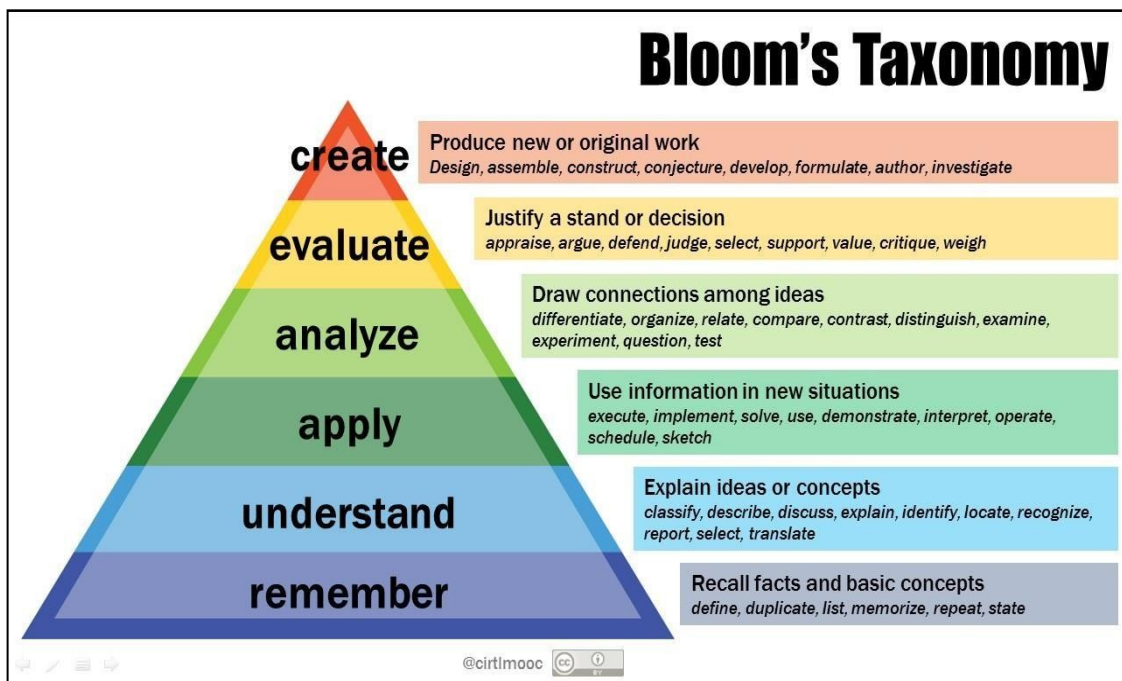 Bloom's Taxonomy
create
Produce new or original work
Design, assemble, construct, conjecture, develop, formulate, author, investigate
evaluate
Justify a stand or decision
appraise, argue, defend, judge, select, support, value, critique, weigh
analyze
Draw connections among ideas
differentiate, organize, relate, compare, contrast, distinguish, examine,
experiment, question, test
apply
Use information in new situations
execute, implement, solve, use, demonstrate, interpret, operate,
schedule, sketch
understand
Explain ideas or concepts
classify, describe, discuss, explain, identify, locate, recognize,
report, select, translate
remember
Recall facts and basic concepts
define, duplicate, list, memorize, repeat, state
@cirtlmooc
cc
BY